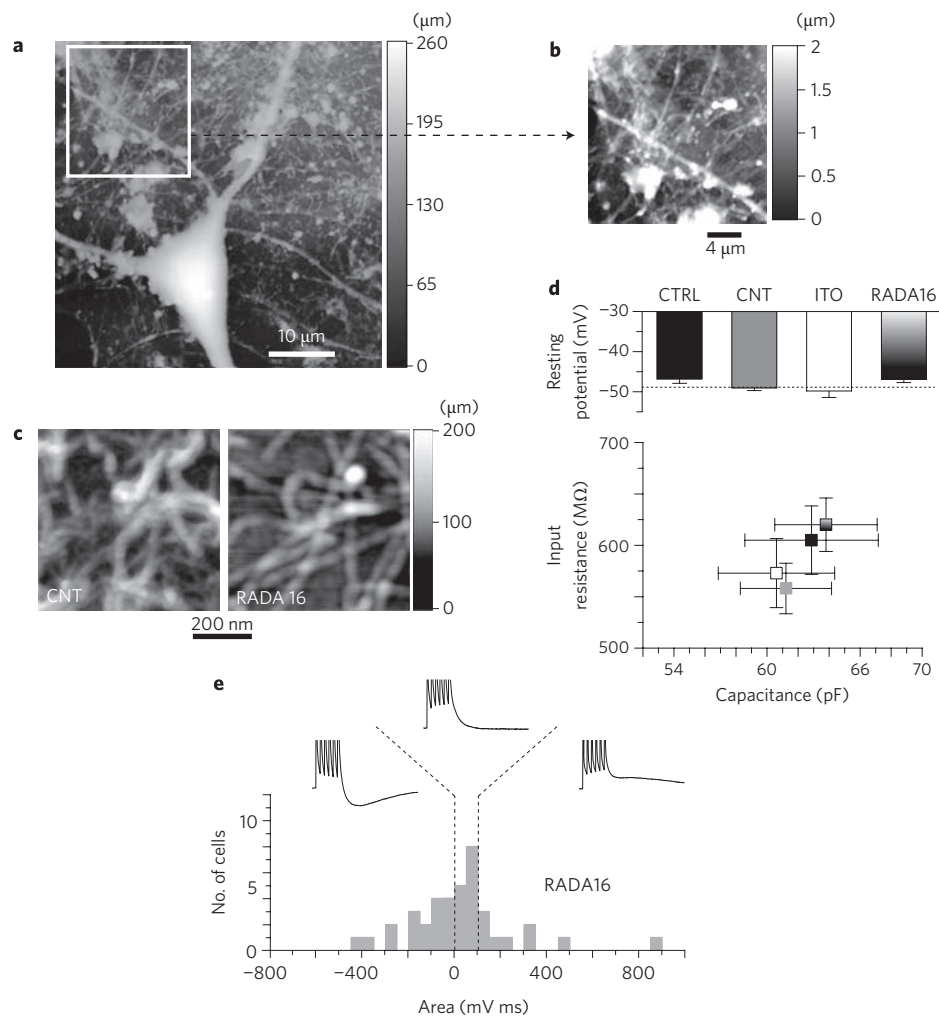 a
(μm)
260
195
130
65
0
10 μm
b
(μm)
2
1.5
1
0.5
0
4 μm
c
(μm)
200
100
0
CNT
RADA 16
200 nm
d
CTRL CNT ITO RADA16
Resting
potential (mV)
−30
−40
−50
Input
resistance (MΩ)
700
600
500
54 60 66 70
Capacitance (pF)
e
No. of cells
10
5
0
RADA16
−800 −400 0 400 800
Area (mV ms)